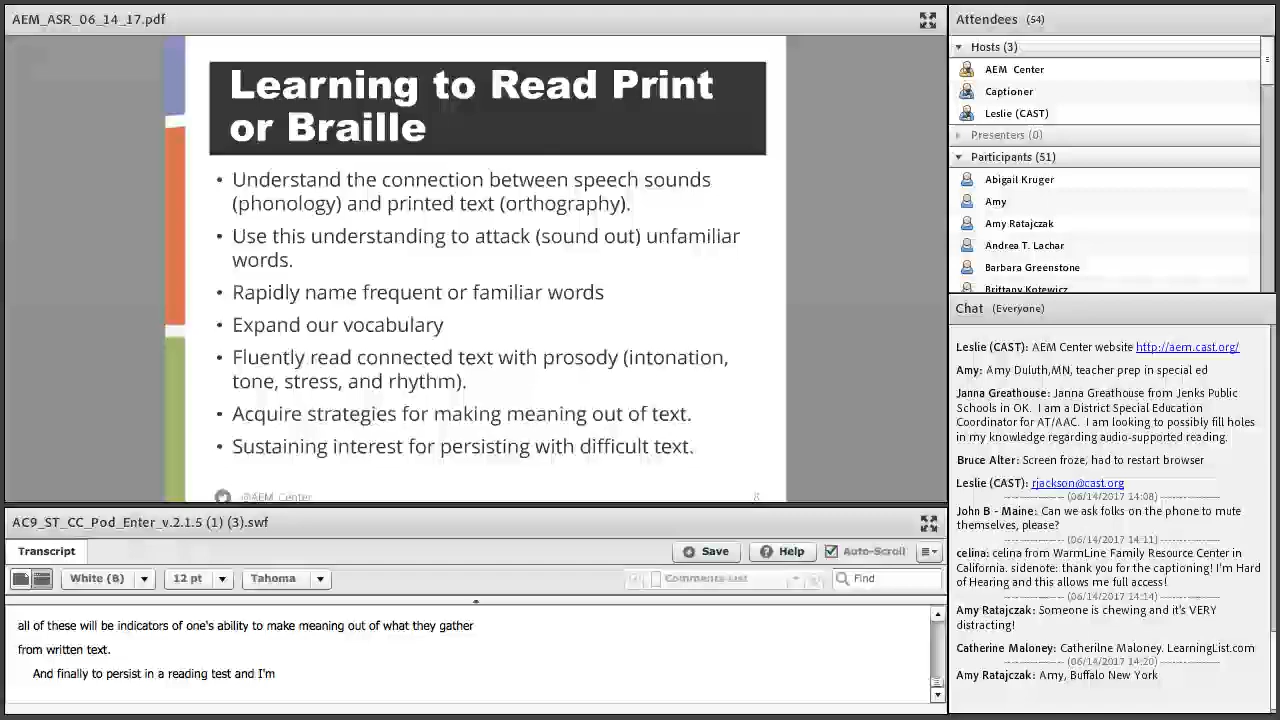 AEM_ASR_06_14_17.pdf
Learning to Read Print
or Braille
• Understand the connection between speech sounds
(phonology) and printed text (orthography).
• Use this understanding to attack (sound out) unfamiliar
words.
• Rapidly name frequent or familiar words
• Expand our vocabulary
• Fluently read connected text with prosody (intonation,
tone, stress, and rhythm).
• Acquire strategies for making meaning out of text.
• Sustaining interest for persisting with difficult text.
@AEM_Center
8
AC9_ST_CC_Pod_Enter_v.2.1.5 (1) (3).swf
Transcript
Save
Help
Auto-Scroll
White (B)
12 pt
Tahoma
Comments List
Find
all of these will be indicators of one's ability to make meaning out of what they gather
from written text.
And finally to persist in a reading test and I'm
Attendees (54)
Hosts (3)
AEM Center
Captioner
Leslie (CAST)
Presenters (0)
Participants (51)
Abigail Kruger
Amy
Amy Ratajczak
Andrea T. Lachar
Barbara Greenstone
Brittany Kotewicz
Chat (Everyone)
Leslie (CAST): AEM Center website http://aem.cast.org/
Amy: Amy Duluth,MN, teacher prep in special ed
Janna Greathouse: Janna Greathouse from Jenks Public
Schools in OK. I am a District Special Education
Coordinator for AT/AAC. I am looking to possibly fill holes
in my knowledge regarding audio-supported reading.
Bruce Alter: Screen froze, had to restart browser
Leslie (CAST): rjackson@cast.org
(06/14/2017 14:08)
John B - Maine: Can we ask folks on the phone to mute
themselves, please?
(06/14/2017 14:11)
celina: celina from WarmLine Family Resource Center in
California. sidenote: thank you for the captioning! I'm Hard
of Hearing and this allows me full access!
(06/14/2017 14:14)
Amy Ratajczak: Someone is chewing and it's VERY
distracting!
Catherine Maloney: Catherilne Maloney. LearningList.com
(06/14/2017 14:20)
Amy Ratajczak: Amy, Buffalo New York